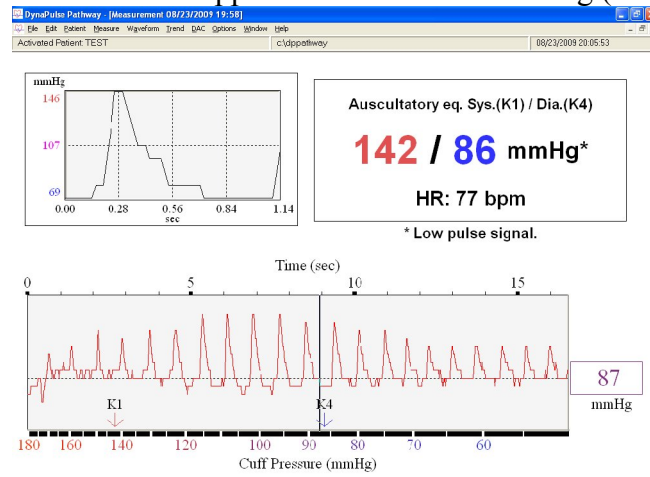 DynaPulse Pathway - [Measurement 08/23/2009 19:58]
File Edit Patient Measure Waveform Trend DAC Options Window Help
Activated Patient: TEST c:\dppathway 08/23/2009 20:05:53
mmHg
146
107
69
0.00 0.28 0.56 0.84 1.14
sec
Auscultatory eq. Sys.(K1) / Dia.(K4)
142 / 86 mmHg*
HR: 77 bpm
* Low pulse signal.
Time (sec)
0 5 10 15
K1 K4
87
mmHg
180 160 140 120 100 90 80 70 60
Cuff Pressure (mmHg)